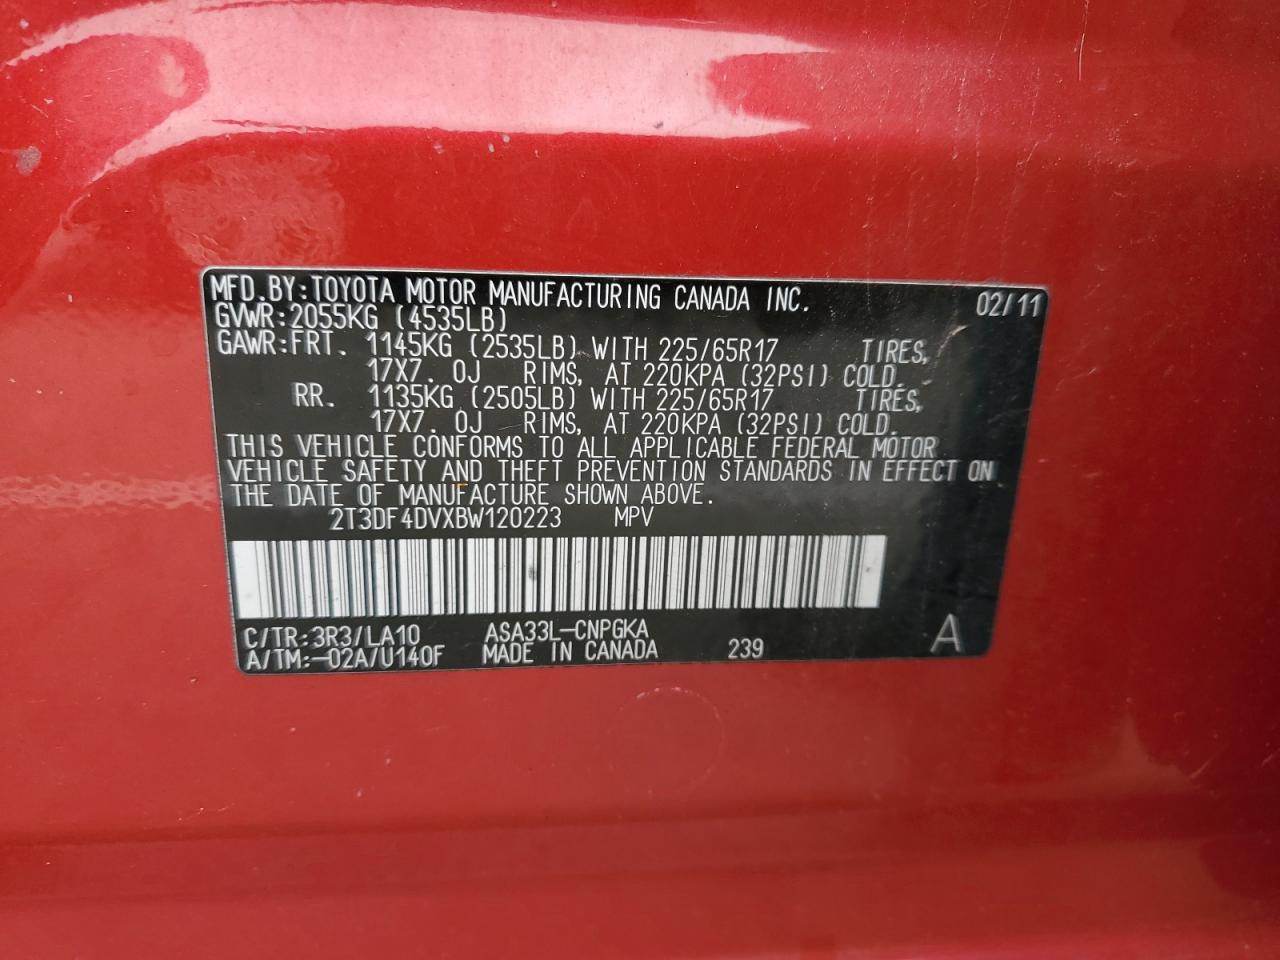 MFD.BY:TOYOTA MOTOR MANUFACTURING CANADA INC. 02/11
GVWR:2055KG (4535LB)
GAWR:FRT. 1145KG (2535LB) WITH 225/65R17 TIRES,
17X7. 0J RIMS, AT 220KPA (32PSI) COLD.
RR. 1135KG (2505LB) WITH 225/65R17 TIRES,
17X7. 0J RIMS, AT 220KPA (32PSI) COLD.
THIS VEHICLE CONFORMS TO ALL APPLICABLE FEDERAL MOTOR
VEHICLE SAFETY AND THEFT PREVENTION STANDARDS IN EFFECT ON
THE DATE OF MANUFACTURE SHOWN ABOVE.
2T3DF4DVXBW120223 MPV
C/TR:3R3/LA10 ASA33L-CNPGKA
A/TM:-02A/U140F MADE IN CANADA 239 A